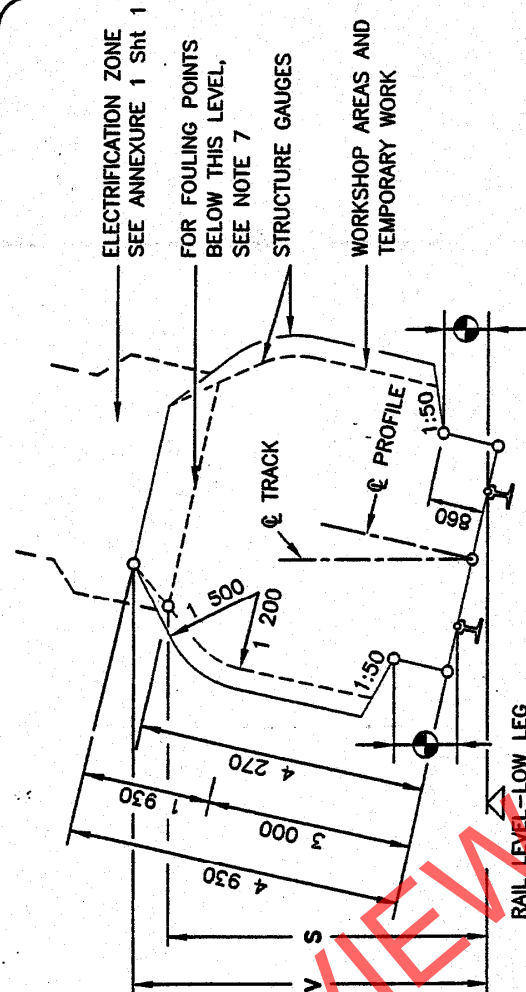 ELECTRIFICATION ZONE
SEE ANNEXURE 1 Sht 1
FOR FOULING POINTS
BELOW THIS LEVEL,
SEE NOTE 7
STRUCTURE GAUGES
WORKSHOP AREAS AND
TEMPORARY WORK
℄ TRACK
℄ PROFILE
1:50
860
1 500
1 200
1:50
4 270
1 930
3 000
4 930
S
V
RAIL LEVEL-LOW LEG
VIEW